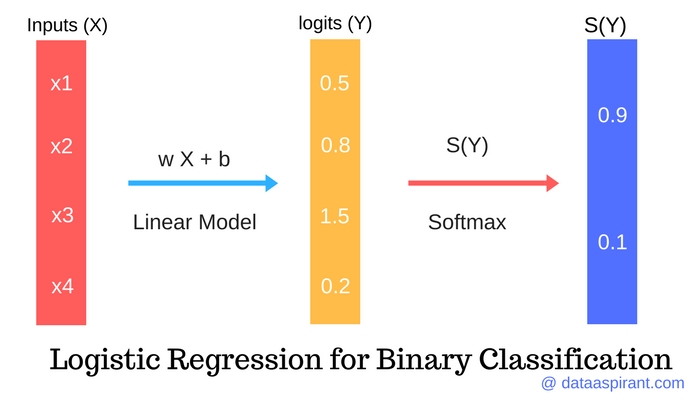 Inputs (X)
logits (Y)
S(Y)
x1
x2
x3
x4
w X + b
Linear Model
0.5
0.8
1.5
0.2
S(Y)
Softmax
0.9
0.1
Logistic Regression for Binary Classification
@ dataaspirant.com